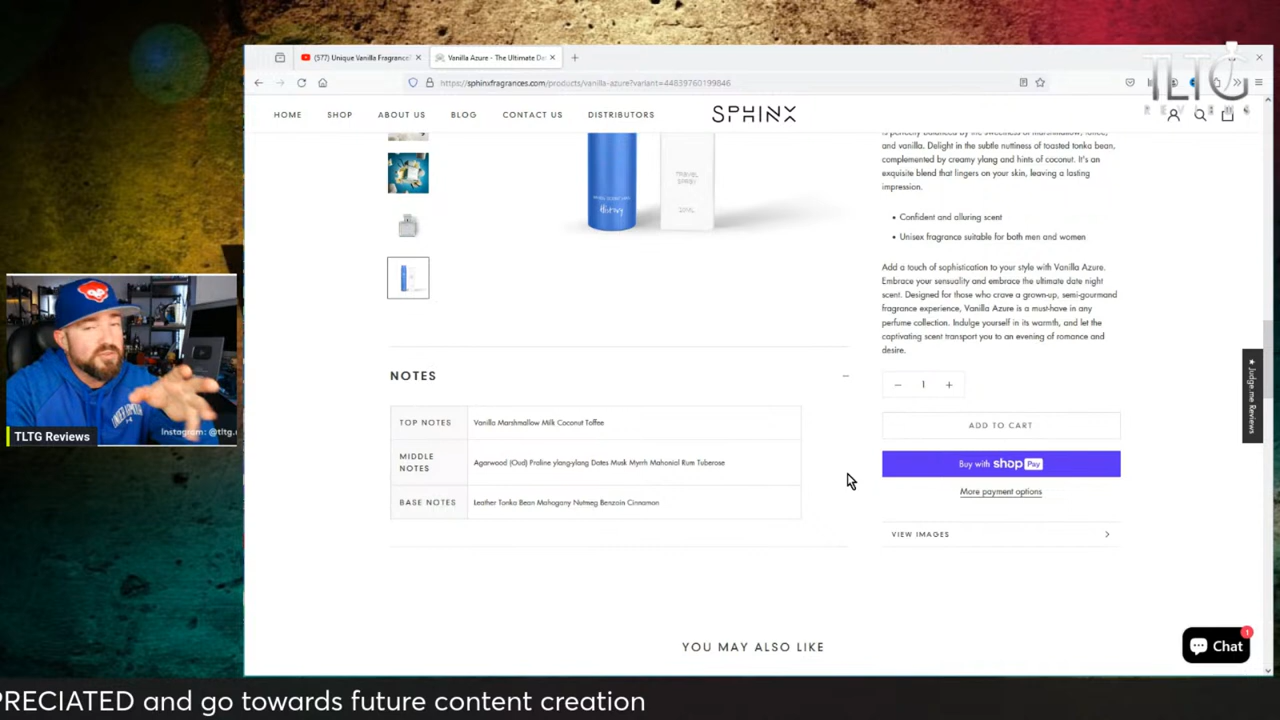 (577) Unique Vanilla Fragrance
Vanilla Azure - The Ultimate Da
https://sphinxfragrances.com/products/vanilla-azure?variant=44839760199846
TLTG
REVIEWS
HOME
SHOP
ABOUT US
BLOG
CONTACT US
DISTRIBUTORS
SPHINX
and vanilla. Delight in the subtle nuttiness of toasted tonka bean,
complemented by creamy ylang and hints of coconut. It's an
exquisite blend that lingers on your skin, leaving a lasting
impression.
• Confident and alluring scent
• Unisex fragrance suitable for both men and women
Add a touch of sophistication to your style with Vanilla Azure.
Embrace your sensuality and embrace the ultimate date night
scent. Designed for those who crave a grown-up, semi-gourmand
fragrance experience, Vanilla Azure is a must-have in any
perfume collection. Indulge yourself in its warmth, and let the
captivating scent transport you to an evening of romance and
desire.
TRAVEL
SPRAY
NOTES
−
TOP NOTES
Vanilla Marshmallow Milk Coconut Toffee
MIDDLE
NOTES
Agarwood (Oud) Praline ylang-ylang Dates Musk Myrrh Mahonial Rum Tuberose
BASE NOTES
Leather Tonka Bean Mahogany Nutmeg Benzoin Cinnamon
− 1 +
ADD TO CART
Buy with shop Pay
More payment options
VIEW IMAGES
★ Judge.me Reviews
YOU MAY ALSO LIKE
Chat
1
TLTG Reviews
Instagram: @tltg.
PRECIATED and go towards future content creation